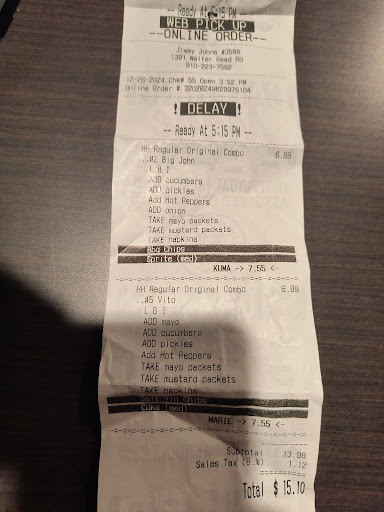 -- Ready At 5:15 PM --
WEB PICK UP
--ONLINE ORDER--
Jimmy Johns #3588
1391 Walter Reed Rd
910-223-7592
12-26-2024 Chk# 55 Open 3:52 PM
Online Order # 32026249629975104
! DELAY !
-- Ready At 5:15 PM --
HH Regular Original Combo 6.99
...#2 Big John
L B I
ADD cucumbers
ADD pickles
Add Hot Peppers
ADD onion
TAKE mayo packets
TAKE mustard packets
TAKE napkins
Bbq Chips
Sprite (med)
KUMA -> 7.55 <-
HH Regular Original Combo 6.99
..#5 Vito
L B I
ADD mayo
ADD cucumbers
ADD pickles
Add Hot Peppers
TAKE mayo packets
TAKE mustard packets
TAKE napkins
Salt Vin Chips
Coke (med)
MARIE -> 7.55 <-
Subtotal 13.98
Sales Tax (8.%) 1.12
Total $ 15.10